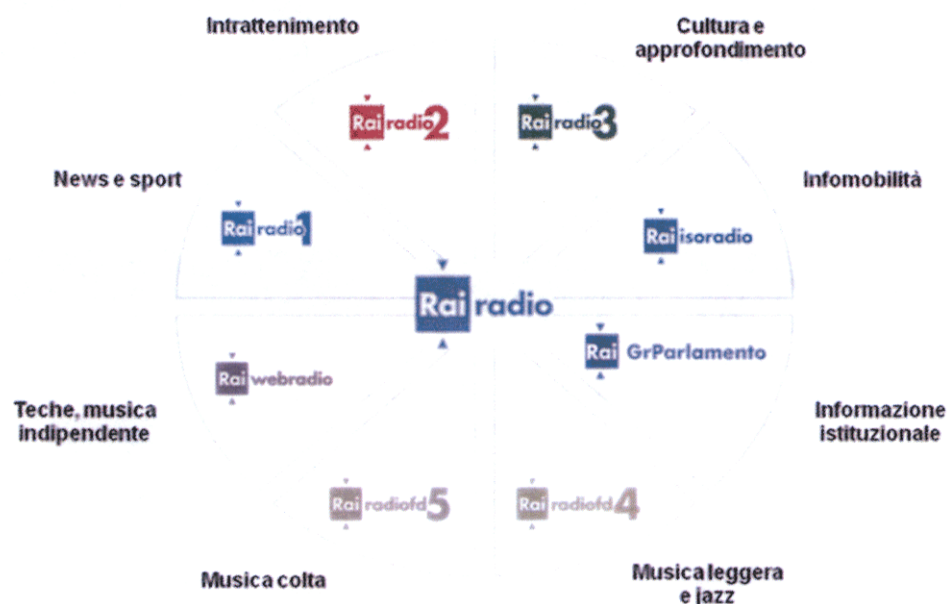 Intrattenimento
Cultura e
approfondimento
Rai radio2
Rai radio3
News e sport
Infomobilità
Rai radio1
Rai isoradio
Rai radio
Rai GrParlamento
Rai webradio
Teche, musica
indipendente
Informazione
istituzionale
Rai radiofd5
Rai radiofd4
Musica colta
Musica leggera
e jazz